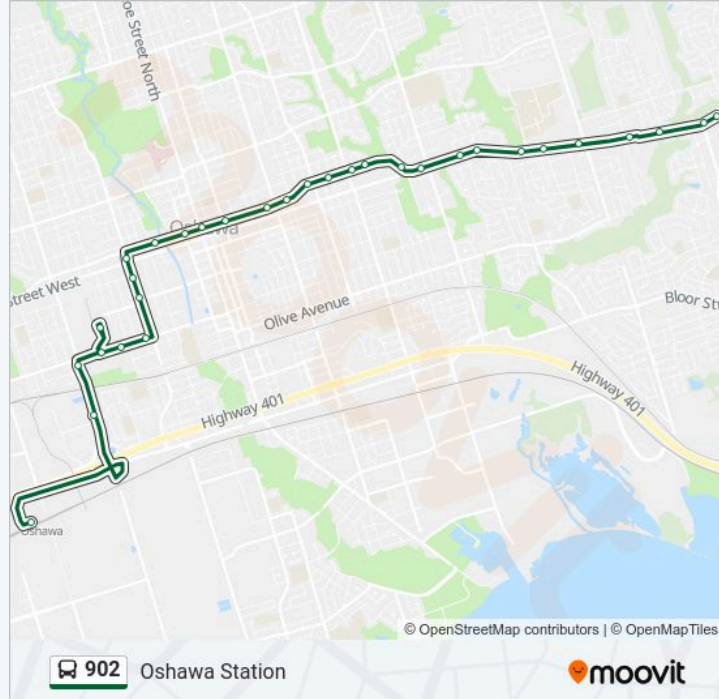 oe Street North
Oshawa
Street West
Olive Avenue
Bloor St
Highway 401
Highway 401
Oshawa
© OpenStreetMap contributors | © OpenMapTiles
902 Oshawa Station
moovit